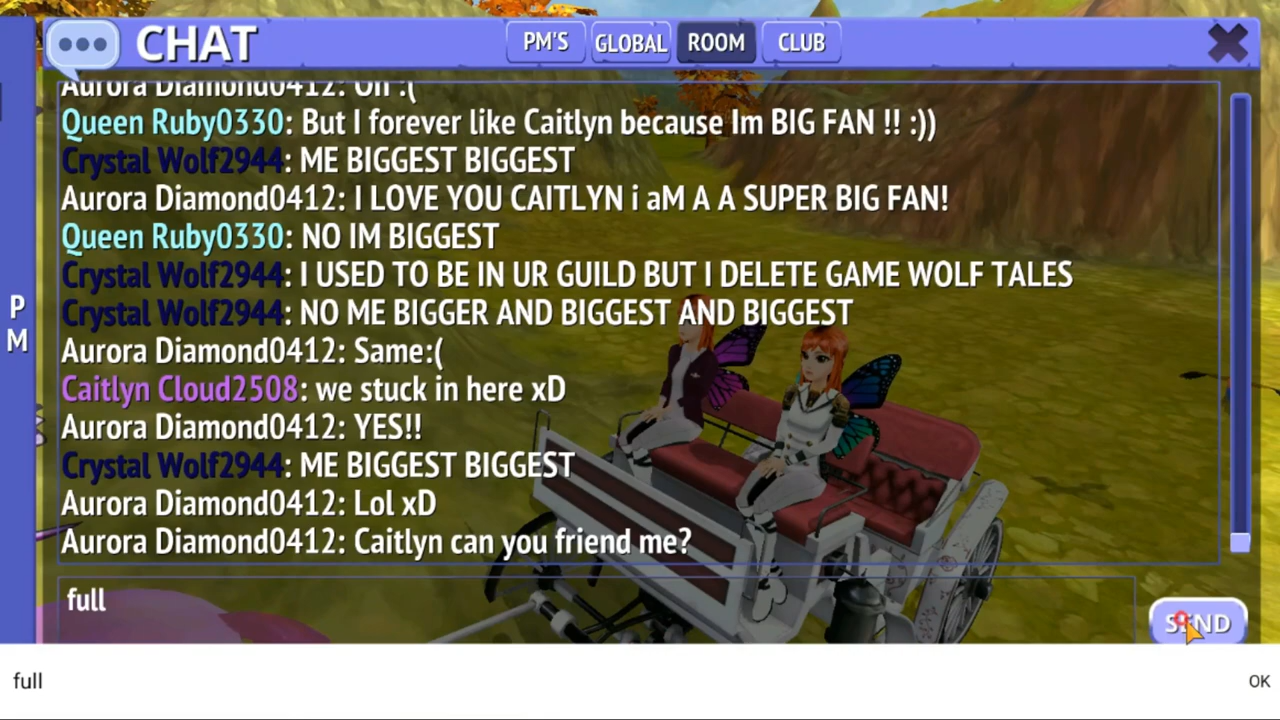 CHAT
PM'S GLOBAL ROOM CLUB
Aurora Diamond0412: Oh :(
Queen Ruby0330: But I forever like Caitlyn because Im BIG FAN !! :))
Crystal Wolf2944: ME BIGGEST BIGGEST
Aurora Diamond0412: I LOVE YOU CAITLYN i aM A A SUPER BIG FAN!
Queen Ruby0330: NO IM BIGGEST
Crystal Wolf2944: I USED TO BE IN UR GUILD BUT I DELETE GAME WOLF TALES
Crystal Wolf2944: NO ME BIGGER AND BIGGEST AND BIGGEST
Aurora Diamond0412: Same:(
Caitlyn Cloud2508: we stuck in here xD
Aurora Diamond0412: YES!!
Crystal Wolf2944: ME BIGGEST BIGGEST
Aurora Diamond0412: Lol xD
Aurora Diamond0412: Caitlyn can you friend me?
PM
full
SEND
full
OK